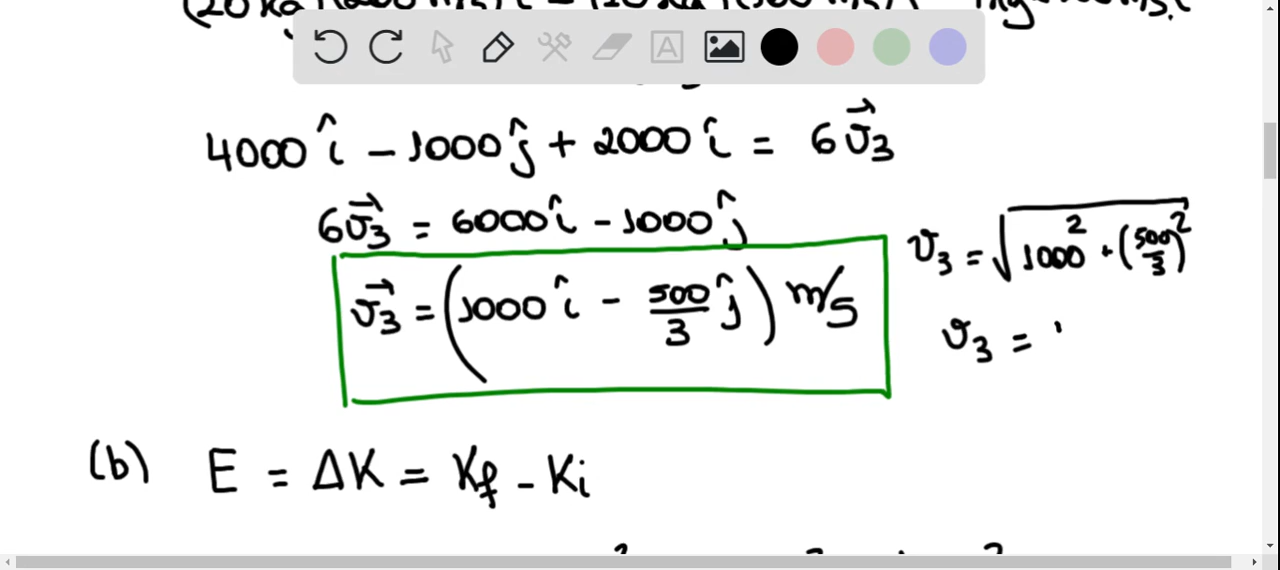 4000 î − 1000 ĵ + 2000 î = 6 v⃗₃
6v⃗₃ = 6000 î − 1000 ĵ
v₃ = √(1000² + (500/3)²)
v⃗₃ = (1000 î − 500/3 ĵ) m/s
v₃ =
(b) E = ΔK = Kf − Ki
A